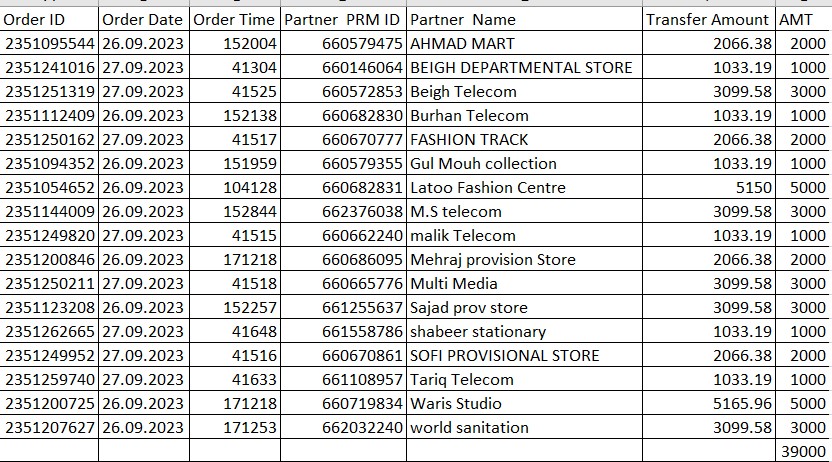 Order ID Order Date Order Time Partner PRM ID Partner Name Transfer Amount AMT
2351095544 26.09.2023 152004 660579475 AHMAD MART 2066.38 2000
2351241016 27.09.2023 41304 660146064 BEIGH DEPARTMENTAL STORE 1033.19 1000
2351251319 27.09.2023 41525 660572853 Beigh Telecom 3099.58 3000
2351112409 26.09.2023 152138 660682830 Burhan Telecom 1033.19 1000
2351250162 27.09.2023 41517 660670777 FASHION TRACK 2066.38 2000
2351094352 26.09.2023 151959 660579355 Gul Mouh collection 1033.19 1000
2351054652 26.09.2023 104128 660682831 Latoo Fashion Centre 5150 5000
2351144009 26.09.2023 152844 662376038 M.S telecom 3099.58 3000
2351249820 27.09.2023 41515 660662240 malik Telecom 1033.19 1000
2351200846 26.09.2023 171218 660686095 Mehraj provision Store 2066.38 2000
2351250211 27.09.2023 41518 660665776 Multi Media 3099.58 3000
2351123208 26.09.2023 152257 661255637 Sajad prov store 3099.58 3000
2351262665 27.09.2023 41648 661558786 shabeer stationary 1033.19 1000
2351249952 27.09.2023 41516 660670861 SOFI PROVISIONAL STORE 2066.38 2000
2351259740 27.09.2023 41633 661108957 Tariq Telecom 1033.19 1000
2351200725 26.09.2023 171218 660719834 Waris Studio 5165.96 5000
2351207627 26.09.2023 171253 662032240 world sanitation 3099.58 3000
39000